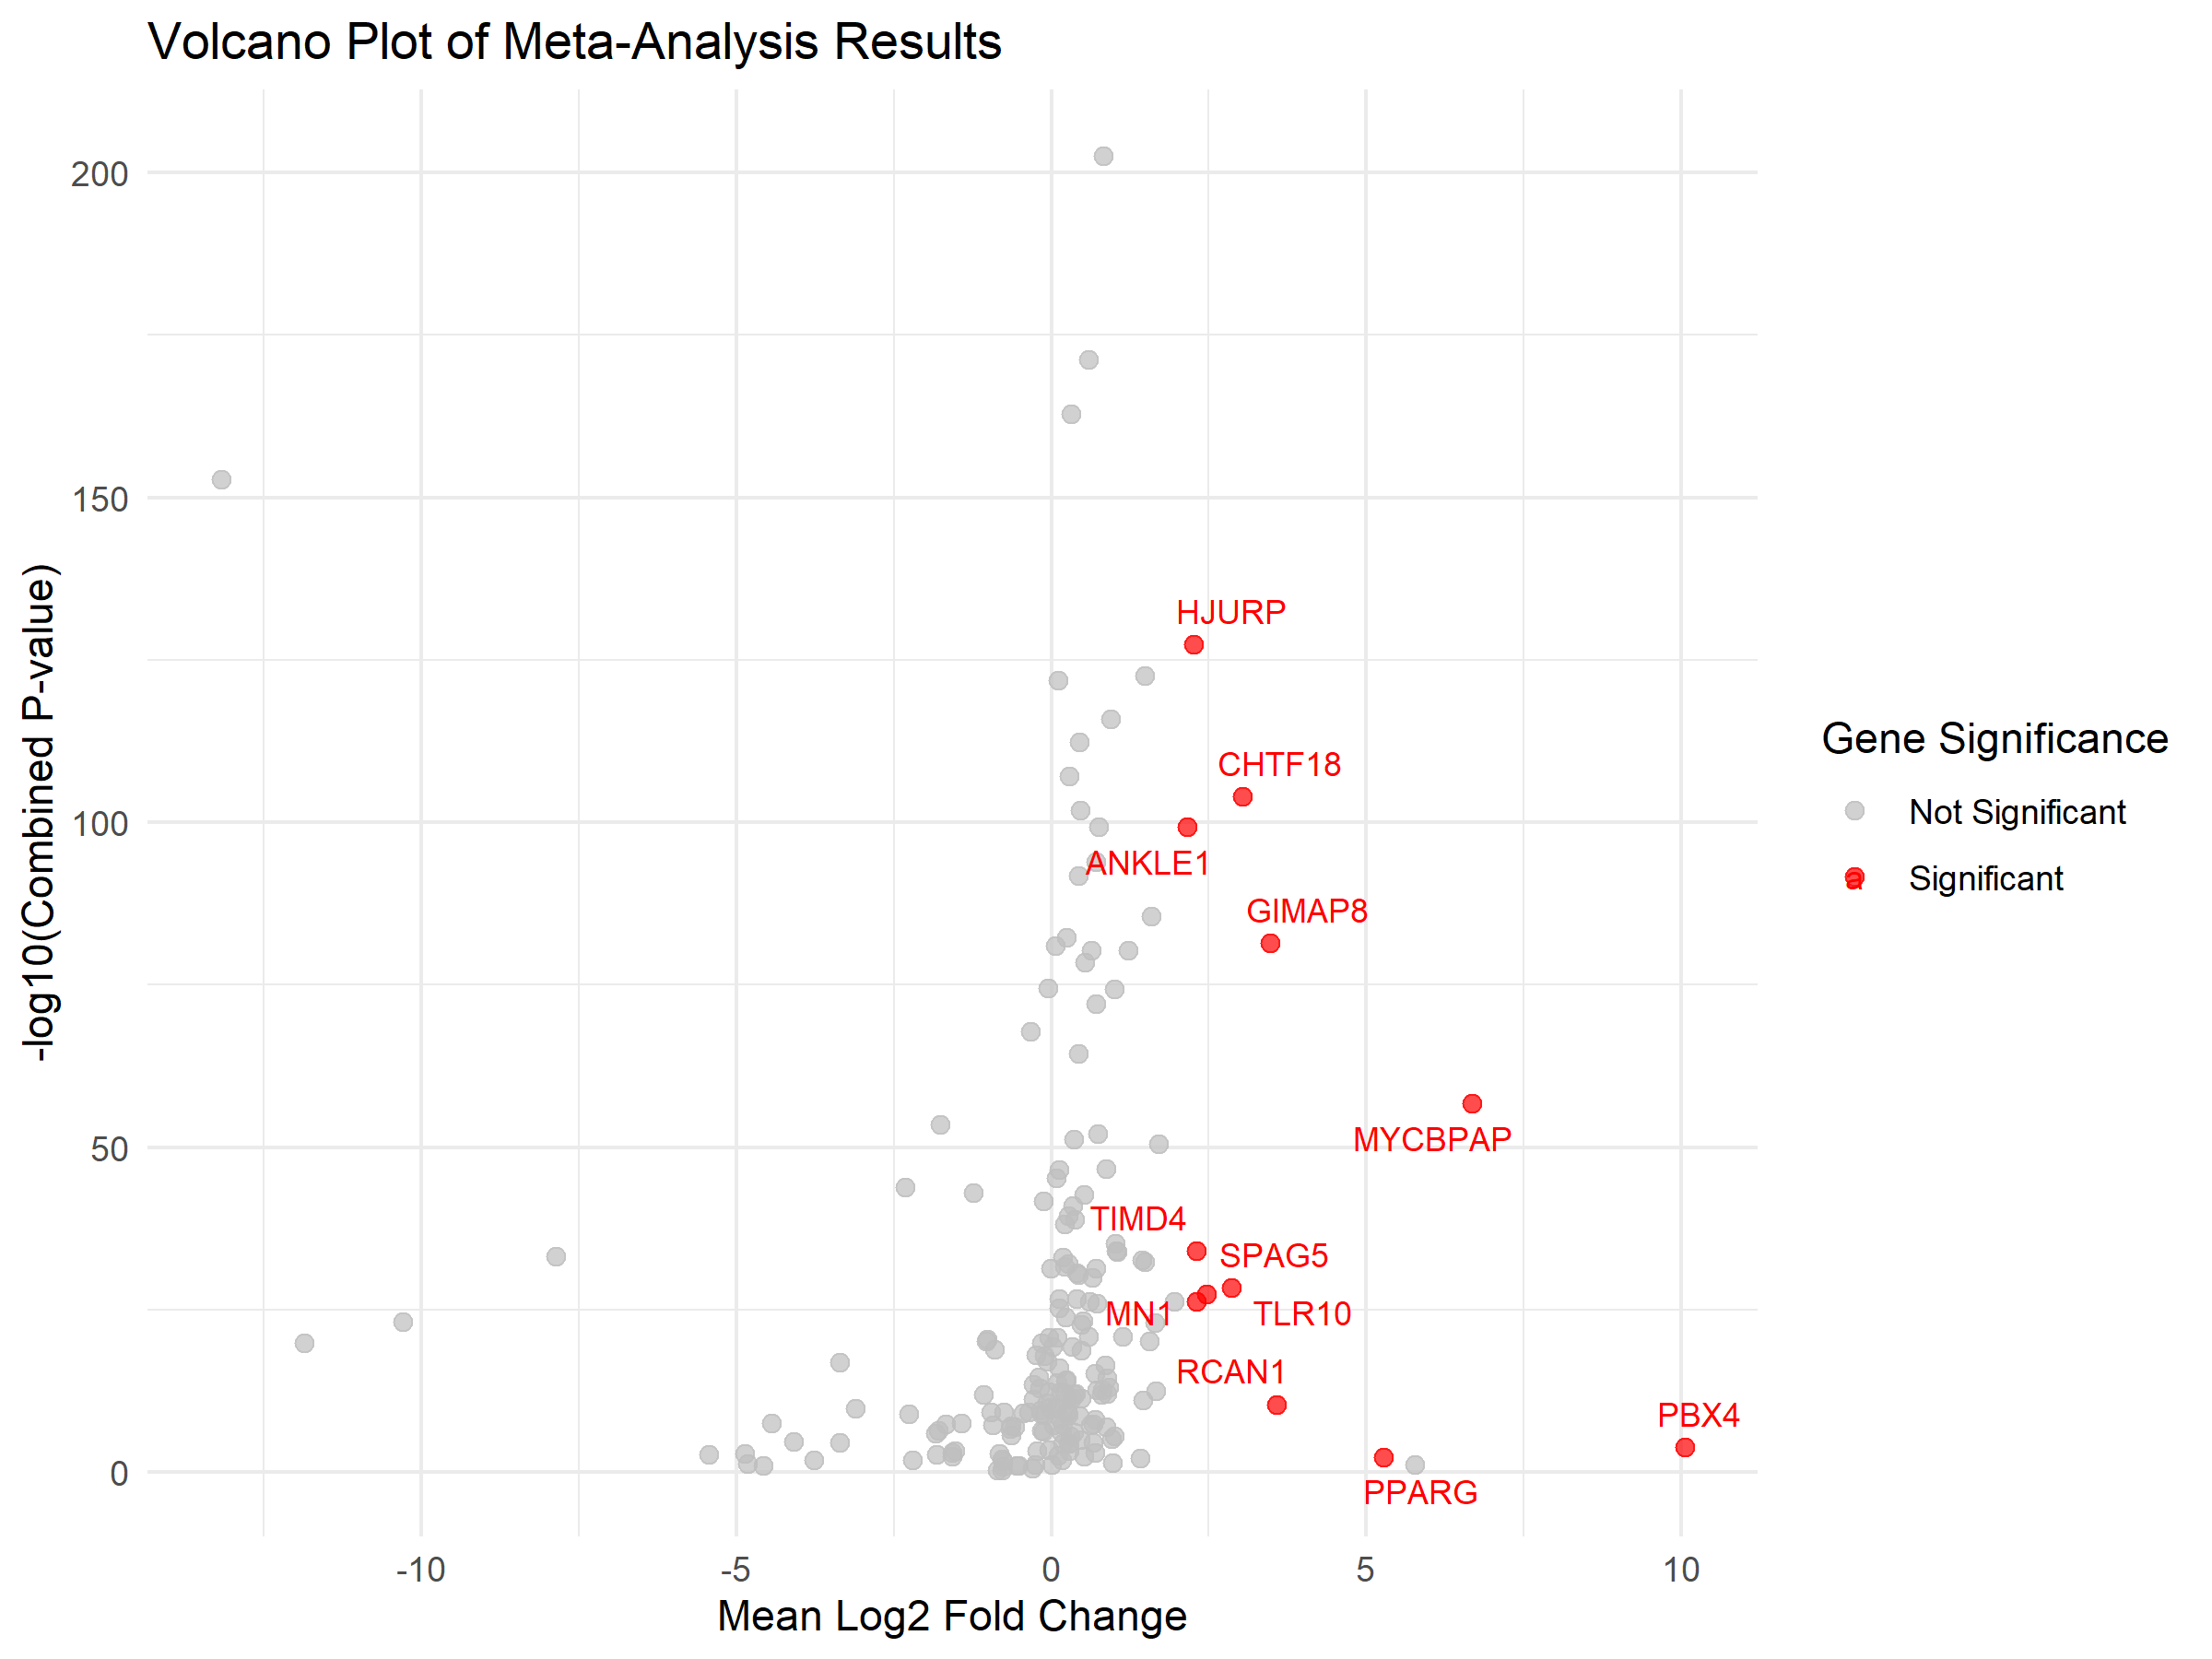 Volcano Plot of Meta-Analysis Results
-log10(Combined P-value)
200
150
100
50
0
HJURP
CHTF18
ANKLE1
GIMAP8
MYCBPAP
TIMD4
SPAG5
MN1
TLR10
RCAN1
PBX4
PPARG
-10
-5
0
5
10
Mean Log2 Fold Change
Gene Significance
Not Significant
a
Significant